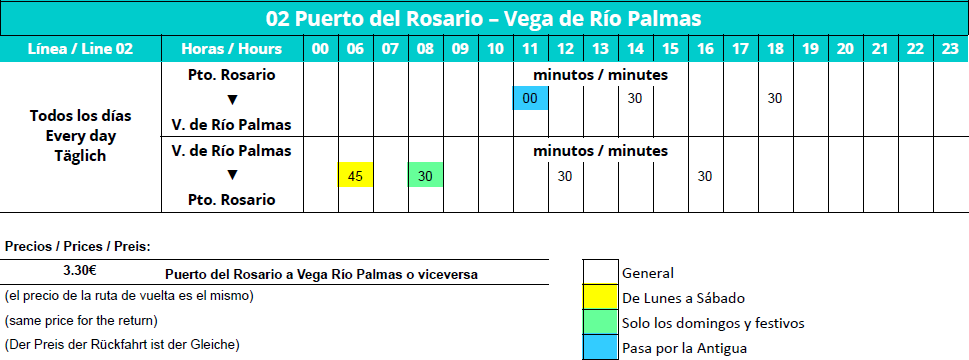 02 Puerto del Rosario – Vega de Río Palmas
Línea / Line 02 Horas / Hours 00 06 07 08 09 10 11 12 13 14 15 16 17 18 19 20 21 22 23
Todos los días
Every day
Täglich
Pto. Rosario minutos / minutes
▼ 00 30 30
V. de Río Palmas
V. de Río Palmas minutos / minutes
▼ 45 30 30 30
Pto. Rosario
Precios / Prices / Preis:
3.30€ Puerto del Rosario a Vega Río Palmas o viceversa
(el precio de la ruta de vuelta es el mismo)
(same price for the return)
(Der Preis der Rückfahrt ist der Gleiche)
General
De Lunes a Sábado
Solo los domingos y festivos
Pasa por la Antigua